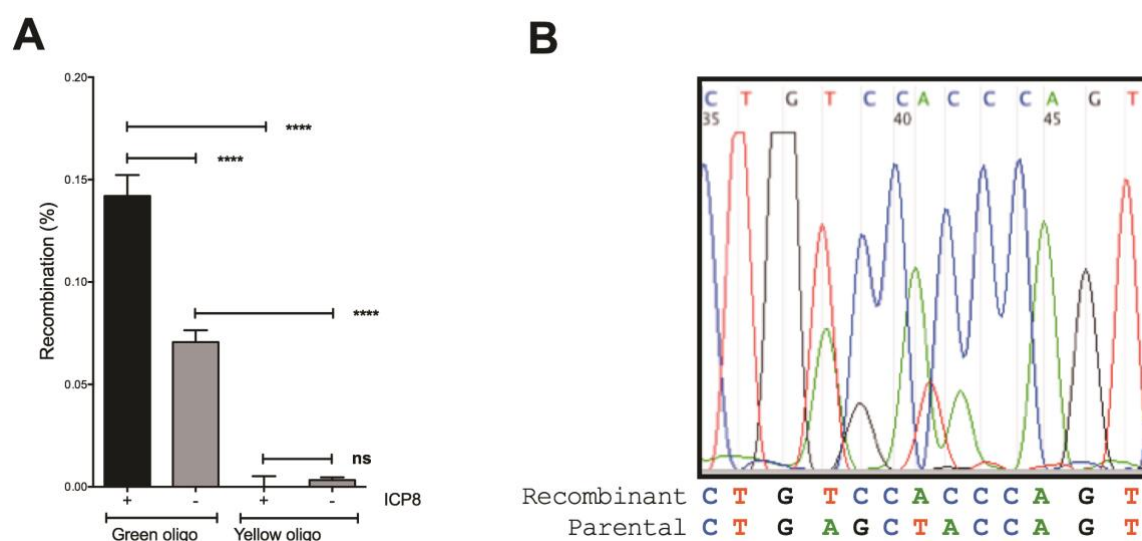 A
B
0.20
0.15
0.10
0.05
0.00
Recombination (%)
****
****
****
ns
+ - + - ICP8
Green oligo Yellow oligo
C T G T C C A C C C A G T
35 40 45
Recombinant C T G T C C A C C C A G T
Parental C T G A G C T A C C A G T